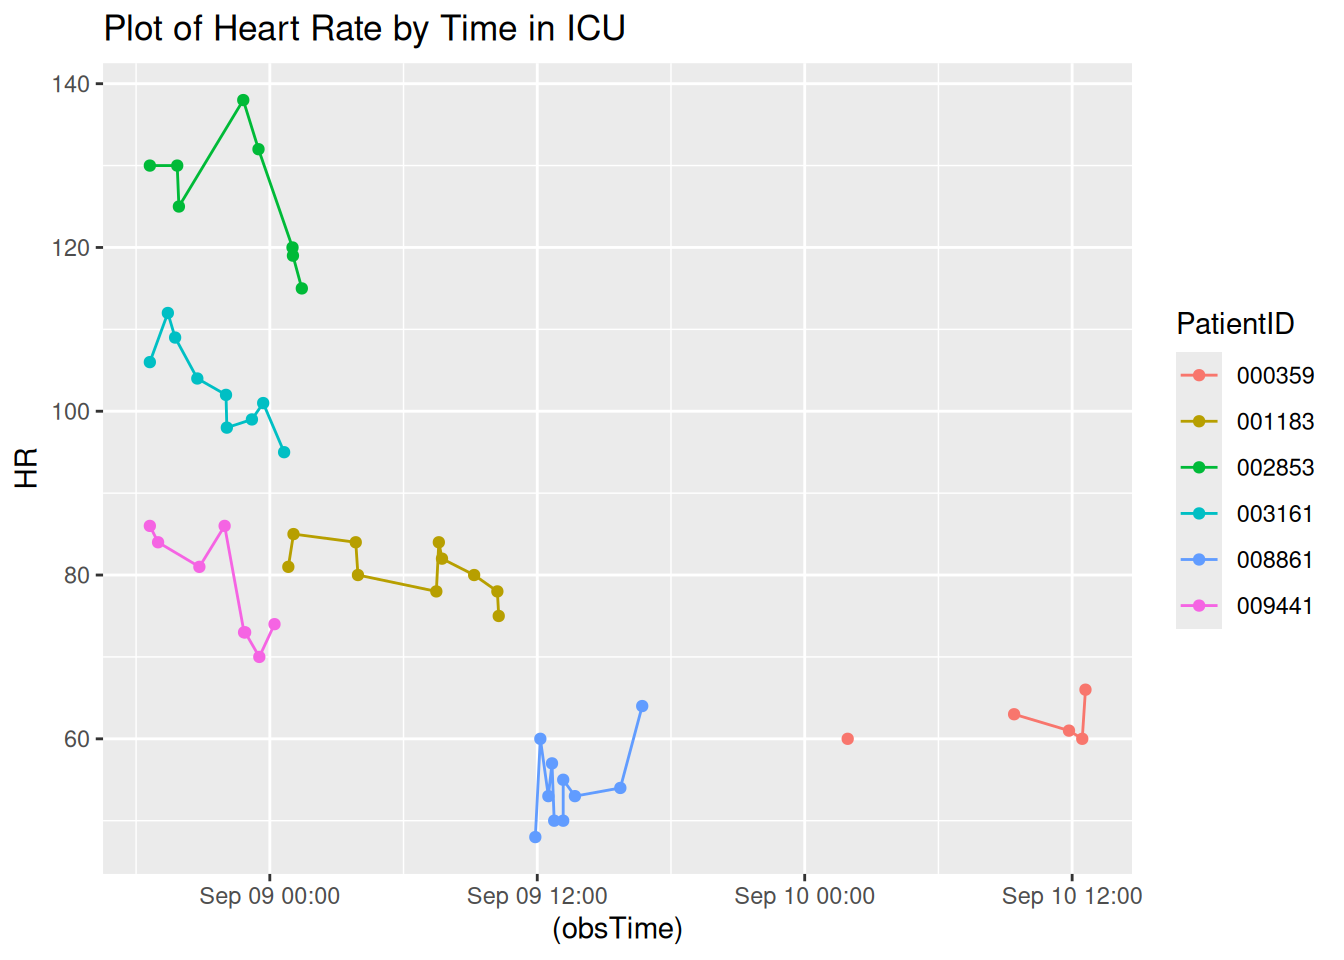 Plot of Heart Rate by Time in ICU
140
120
100
80
60
HR
Sep 09 00:00
Sep 09 12:00
Sep 10 00:00
Sep 10 12:00
(obsTime)
PatientID
000359
001183
002853
003161
008861
009441